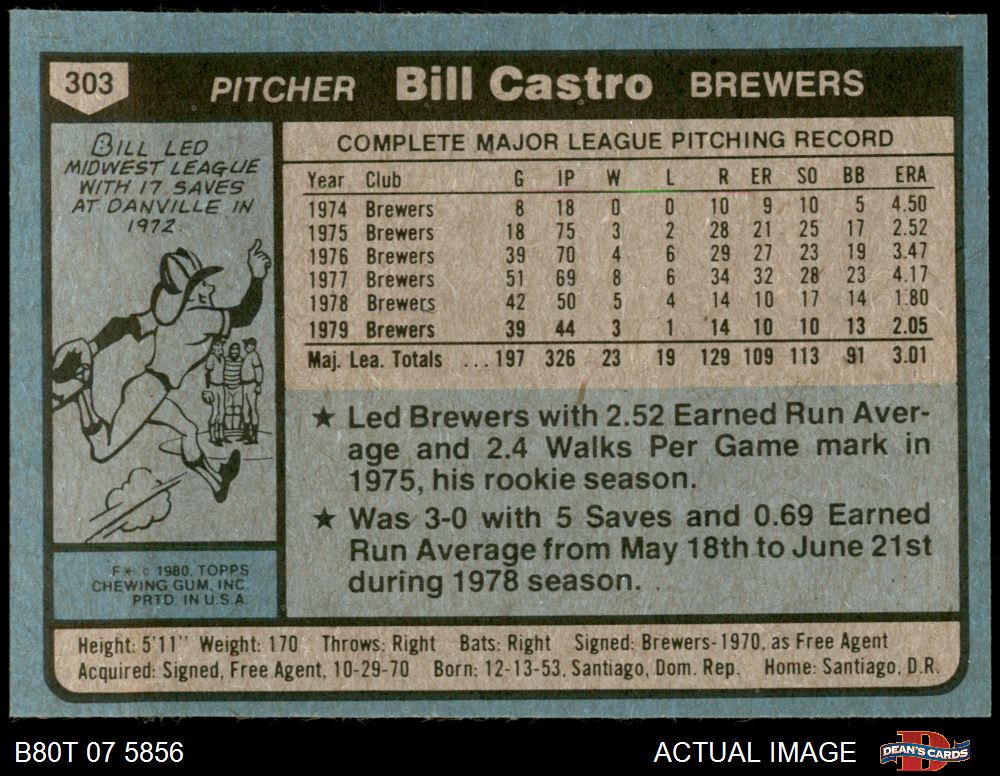 303 PITCHER Bill Castro BREWERS
BILL LED
MIDWEST LEAGUE
WITH 17 SAVES
AT DANVILLE IN
1972.
COMPLETE MAJOR LEAGUE PITCHING RECORD
Year Club G IP W L R ER SO BB ERA
1974 Brewers 8 18 0 0 10 9 10 5 4.50
1975 Brewers 18 75 3 2 28 21 25 17 2.52
1976 Brewers 39 70 4 6 29 27 23 19 3.47
1977 Brewers 51 69 8 6 34 32 28 23 4.17
1978 Brewers 42 50 5 4 14 10 17 14 1.80
1979 Brewers 39 44 3 1 14 10 10 13 2.05
Maj. Lea. Totals ... 197 326 23 19 129 109 113 91 3.01
★ Led Brewers with 2.52 Earned Run Aver-
age and 2.4 Walks Per Game mark in
1975, his rookie season.
★ Was 3-0 with 5 Saves and 0.69 Earned
Run Average from May 18th to June 21st
during 1978 season.
F* © 1980, TOPPS
CHEWING GUM, INC.
PRTD. IN U.S.A.
Height: 5'11" Weight: 170 Throws: Right Bats: Right Signed: Brewers-1970, as Free Agent
Acquired: Signed, Free Agent, 10-29-70 Born: 12-13-53, Santiago, Dom. Rep. Home: Santiago, D.R.
B80T 07 5856 ACTUAL IMAGE DEAN'S CARDS